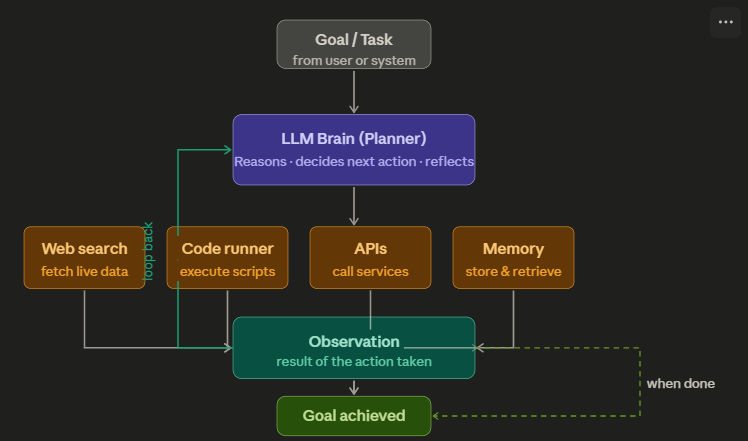 Goal / Task
from user or system
LLM Brain (Planner)
Reasons · decides next action · reflects
loop back
Web search
fetch live data
Code runner
execute scripts
APIs
call services
Memory
store & retrieve
Observation
result of the action taken
when done
Goal achieved